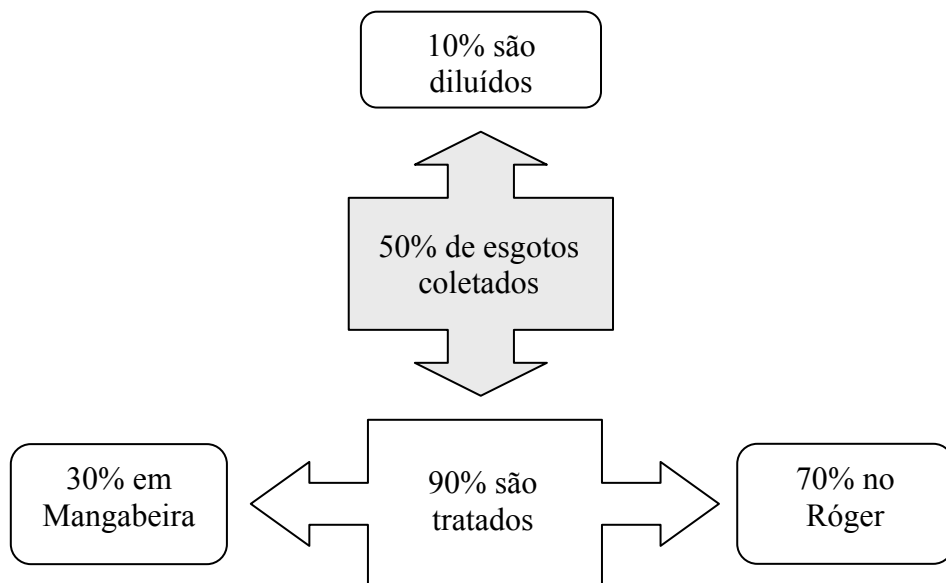 10% são
diluídos
50% de esgotos
coletados
30% em
Mangabeira
90% são
tratados
70% no
Róger